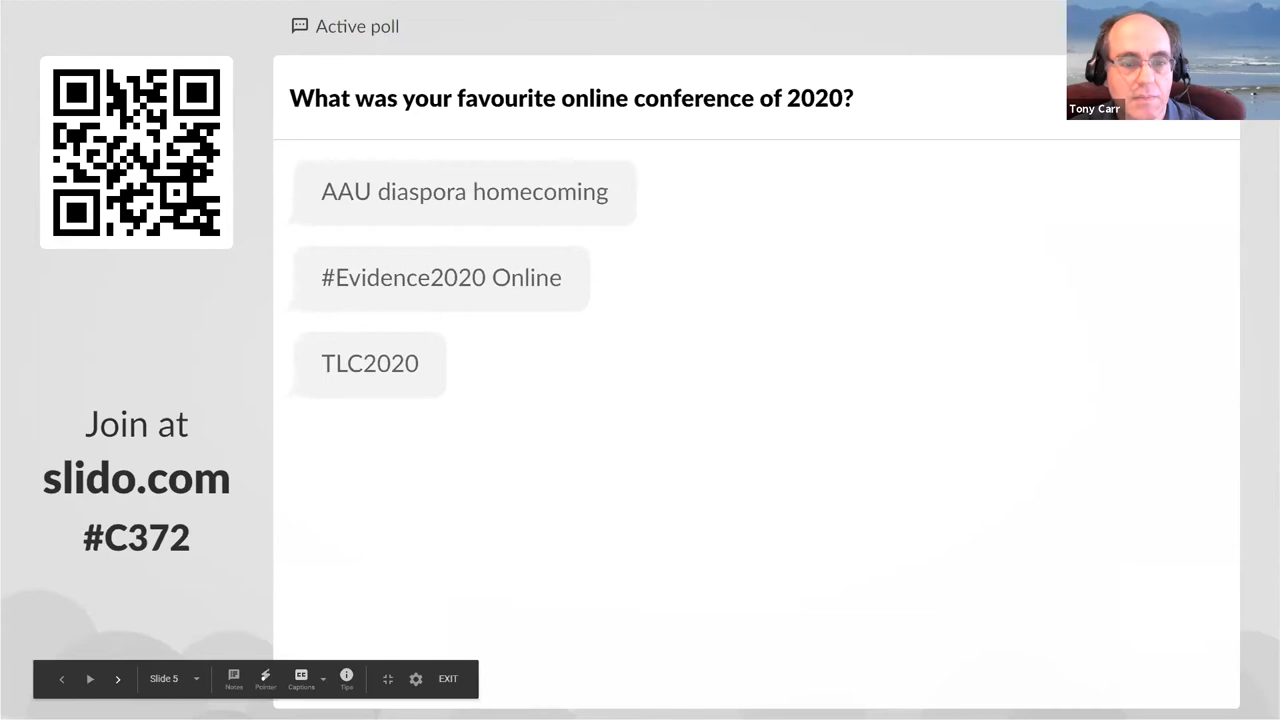 Active poll
What was your favourite online conference of 2020?
Tony Carr
AAU diaspora homecoming
#Evidence2020 Online
TLC2020
Join at
slido.com
#C372
Slide 5
Notes
Pointer
Captions
Tips
EXIT